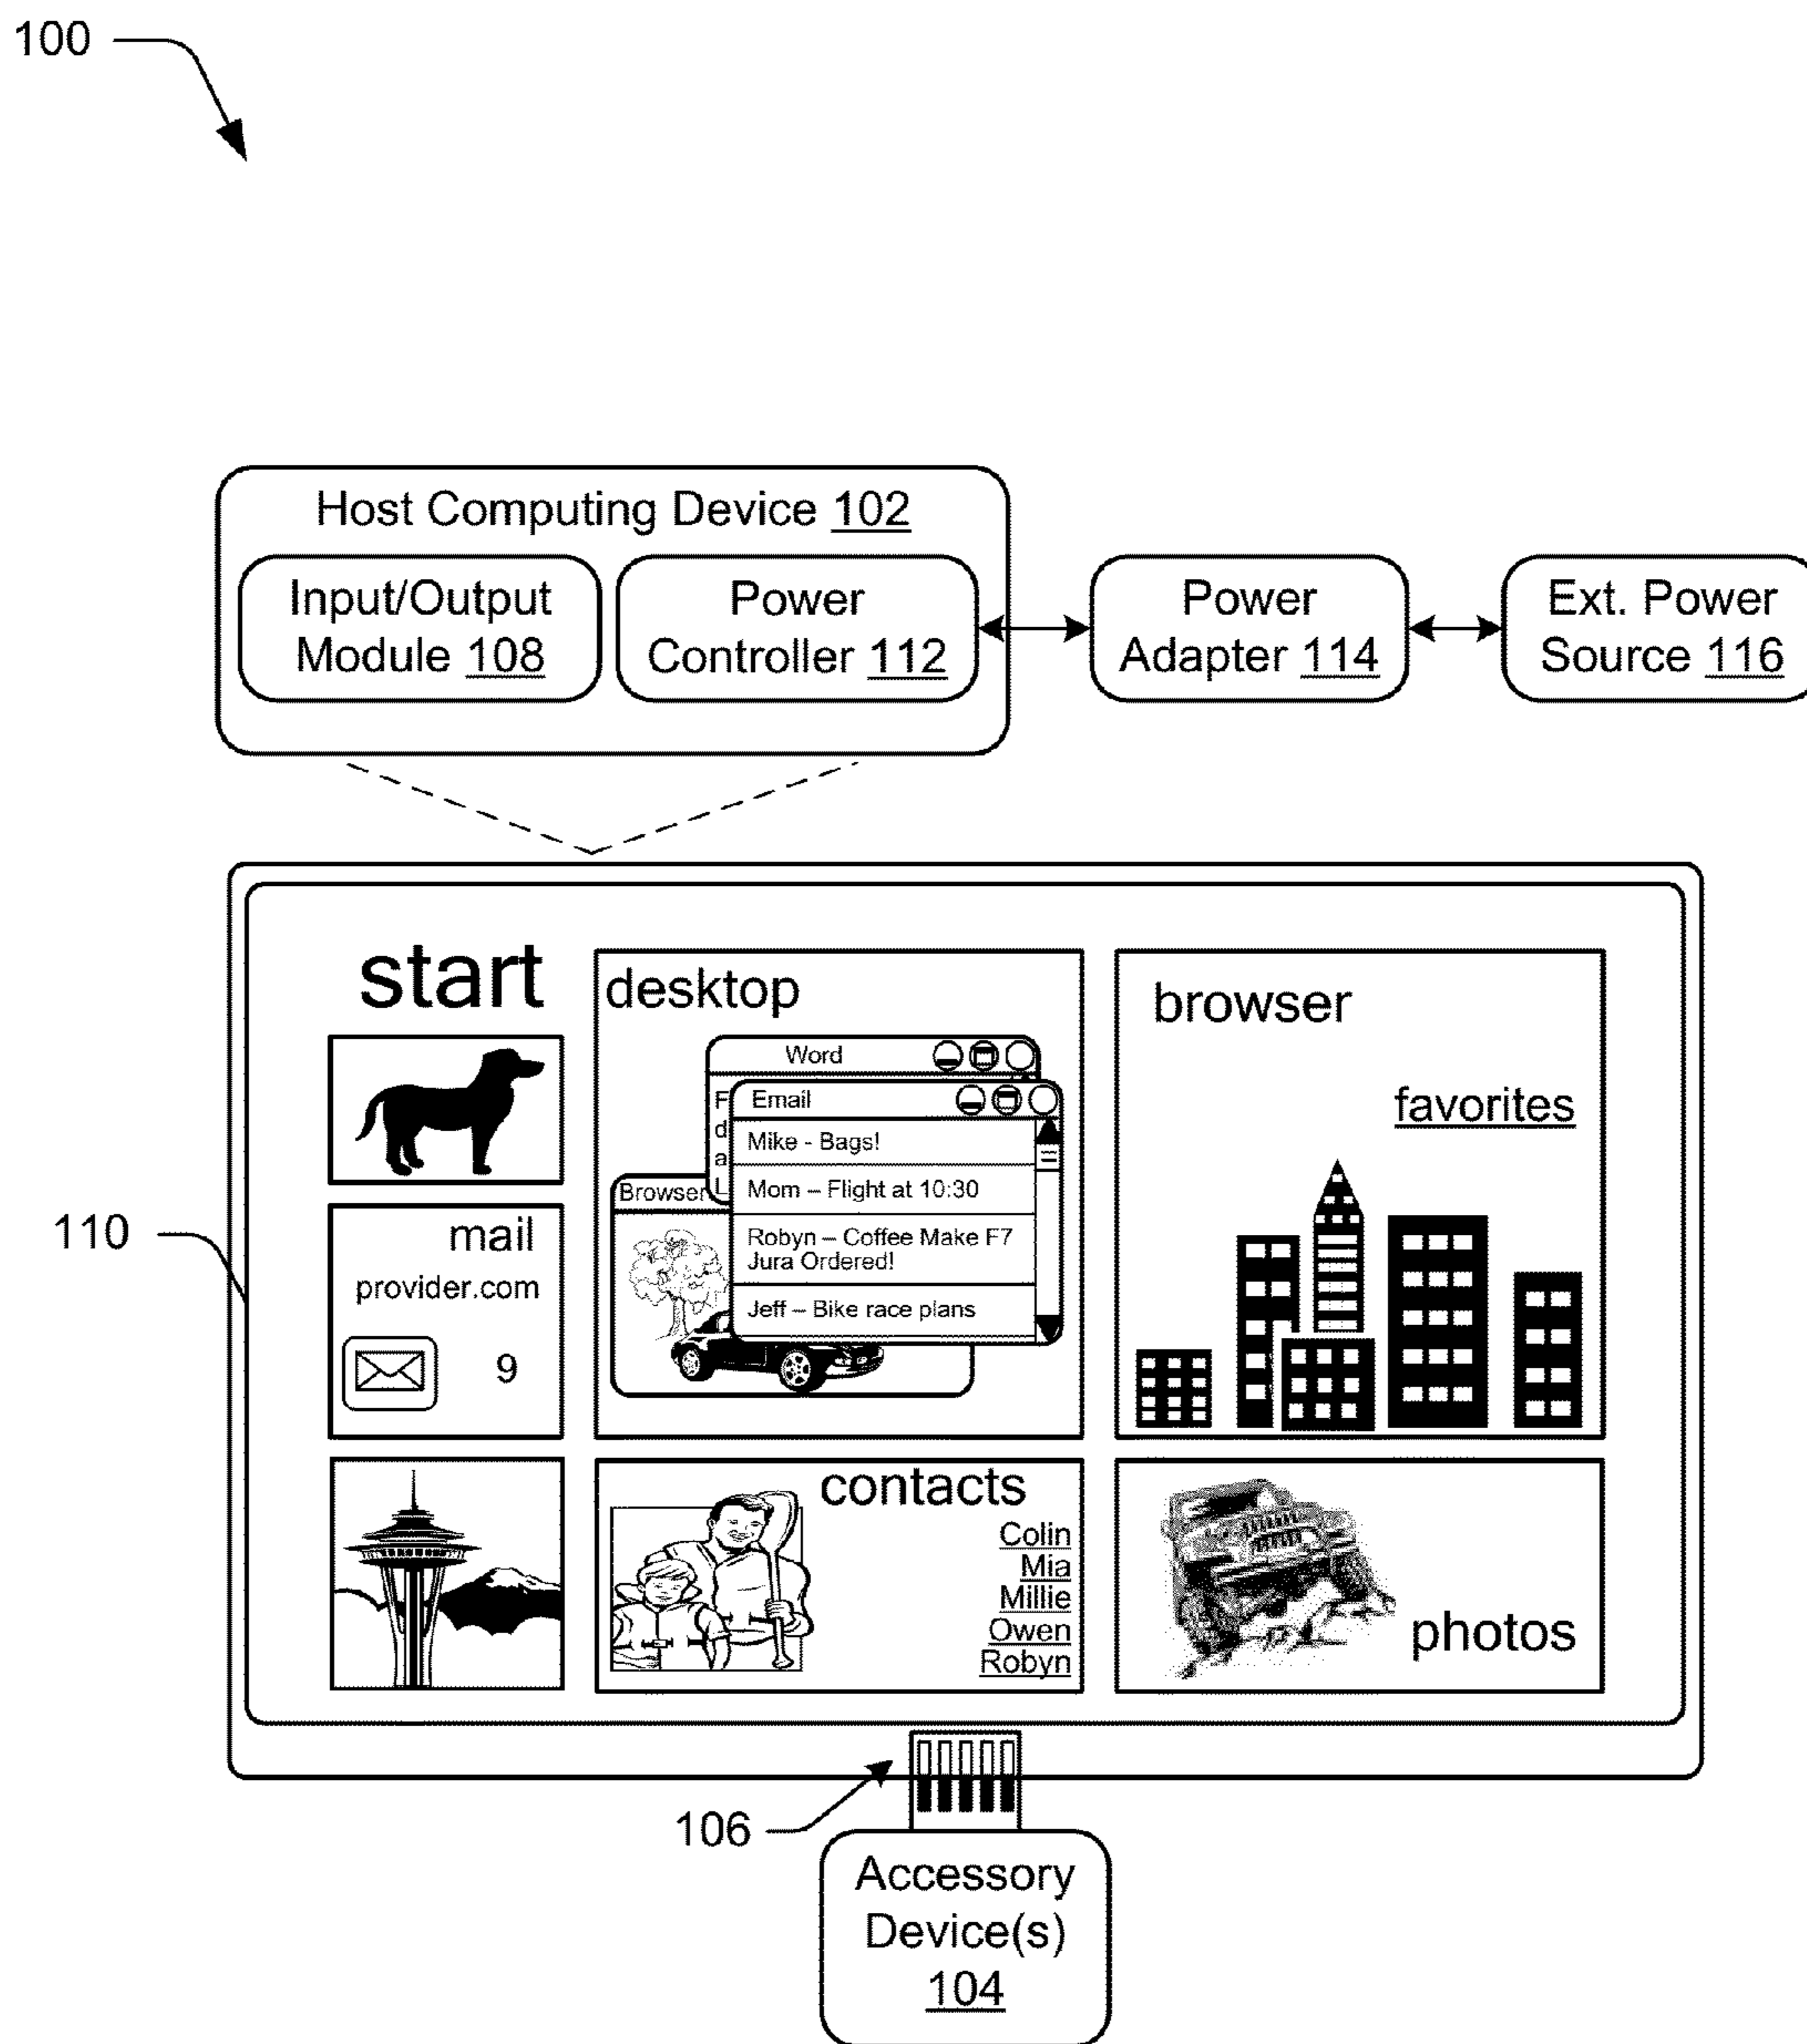 100
Host Computing Device 102
Input/Output
Module 108
Power
Controller 112
Power
Adapter 114
Ext. Power
Source 116
110
start
mail
provider.com
9
desktop
Word
F
d
a
L
Email
Mike - Bags!
Mom – Flight at 10:30
Robyn – Coffee Make F7
Jura Ordered!
Jeff – Bike race plans
Browser
browser
favorites
contacts
Colin
Mia
Millie
Owen
Robyn
photos
106
Accessory
Device(s)
104